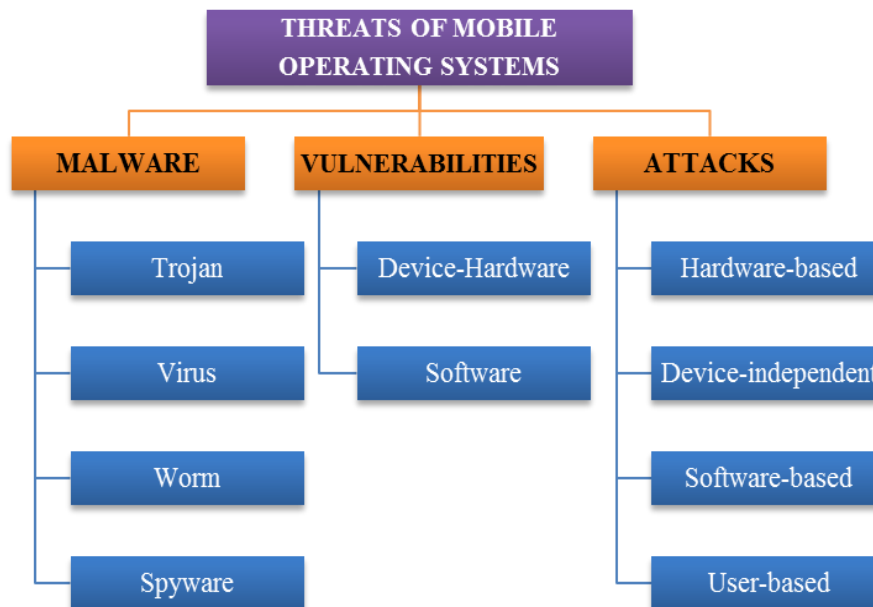 THREATS OF MOBILE
OPERATING SYSTEMS
MALWARE
Trojan
Virus
Worm
Spyware
VULNERABILITIES
Device-Hardware
Software
ATTACKS
Hardware-based
Device-independent
Software-based
User-based